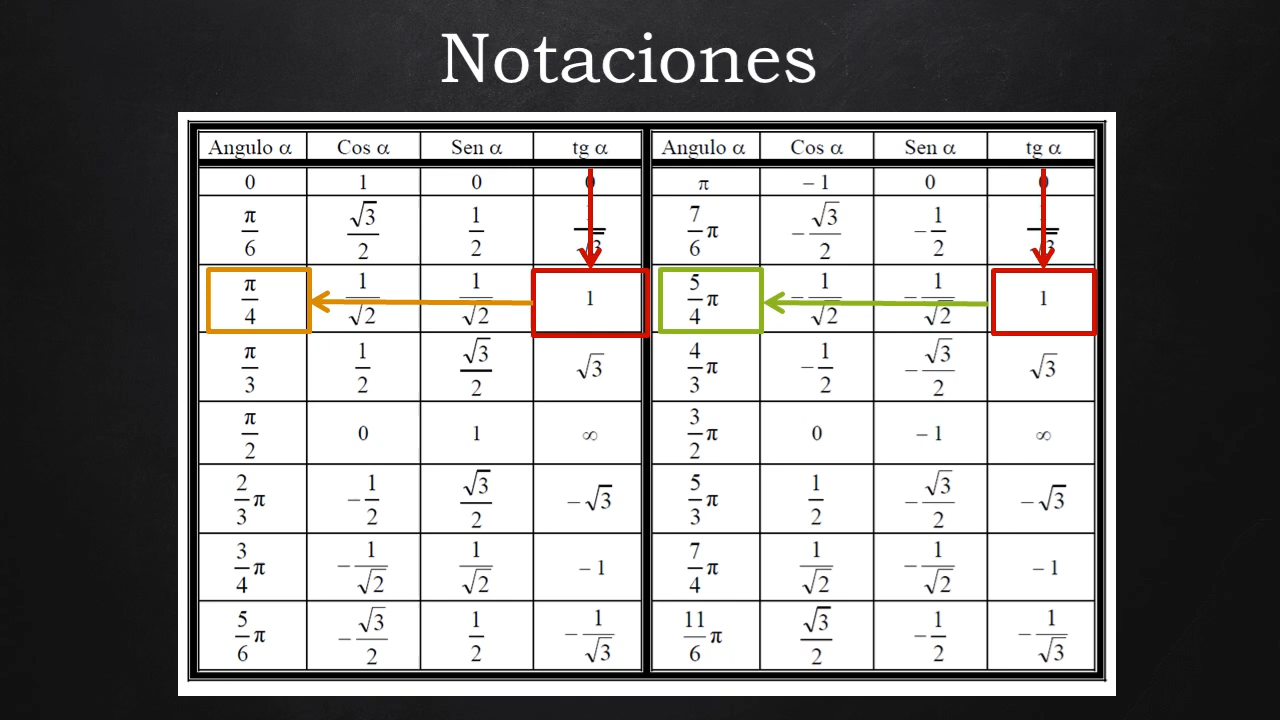 Notaciones
Angulo α Cos α Sen α tg α Angulo α Cos α Sen α tg α
0 1 0 0 π – 1 0 0
π/6 √3/2 1/2 1/√3 7/6 π –√3/2 –1/2 1/√3
π/4 1/√2 1/√2 1 5/4 π –1/√2 –1/√2 1
π/3 1/2 √3/2 √3 4/3 π –1/2 –√3/2 √3
π/2 0 1 ∞ 3/2 π 0 – 1 ∞
2/3 π –1/2 √3/2 –√3 5/3 π 1/2 –√3/2 –√3
3/4 π –1/√2 1/√2 – 1 7/4 π 1/√2 –1/√2 – 1
5/6 π –√3/2 1/2 –1/√3 11/6 π √3/2 –1/2 –1/√3